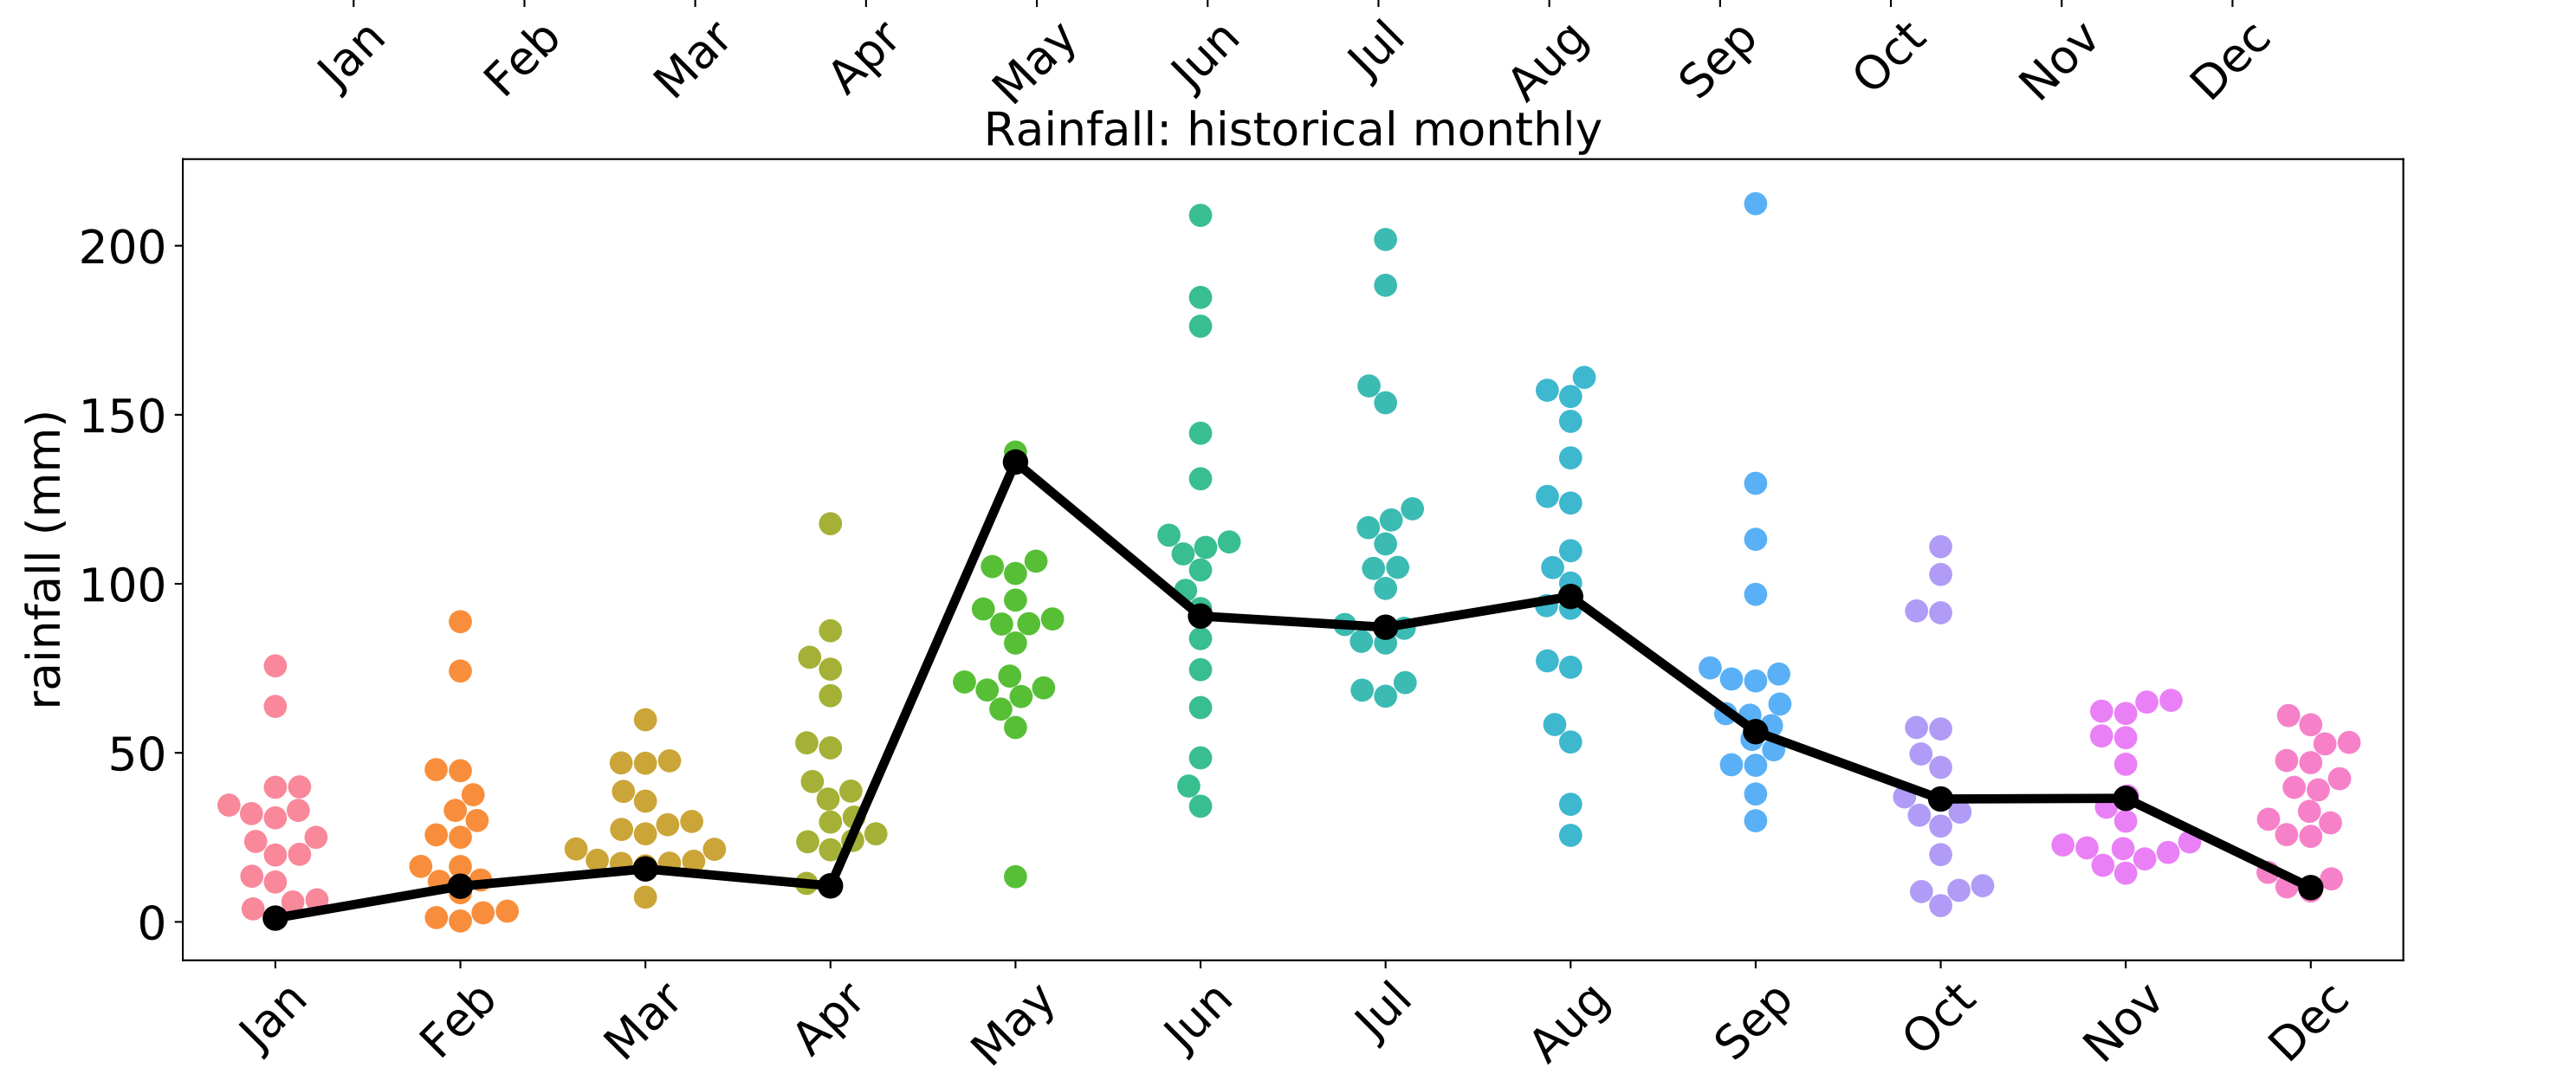 Jan Feb Mar Apr May Jun Jul Aug Sep Oct Nov Dec
Rainfall: historical monthly
rainfall (mm)
200
150
100
50
0
Jan Feb Mar Apr May Jun Jul Aug Sep Oct Nov Dec